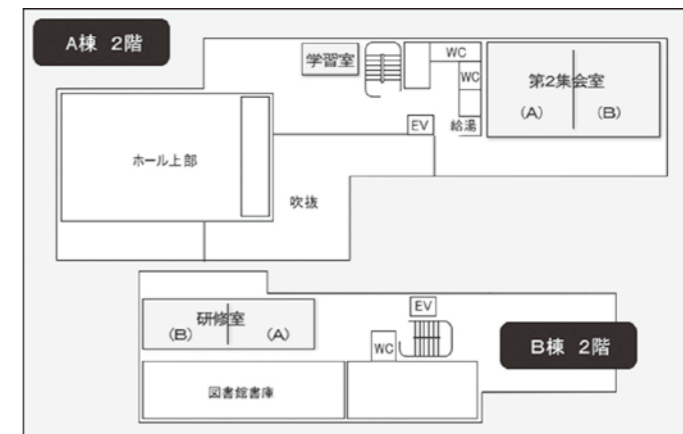 A棟 2階
学習室
WC
WC
第2集会室
(A) (B)
EV 給湯
ホール上部
吹抜
研修室
(B) (A)
EV
WC
B棟 2階
図書館書庫